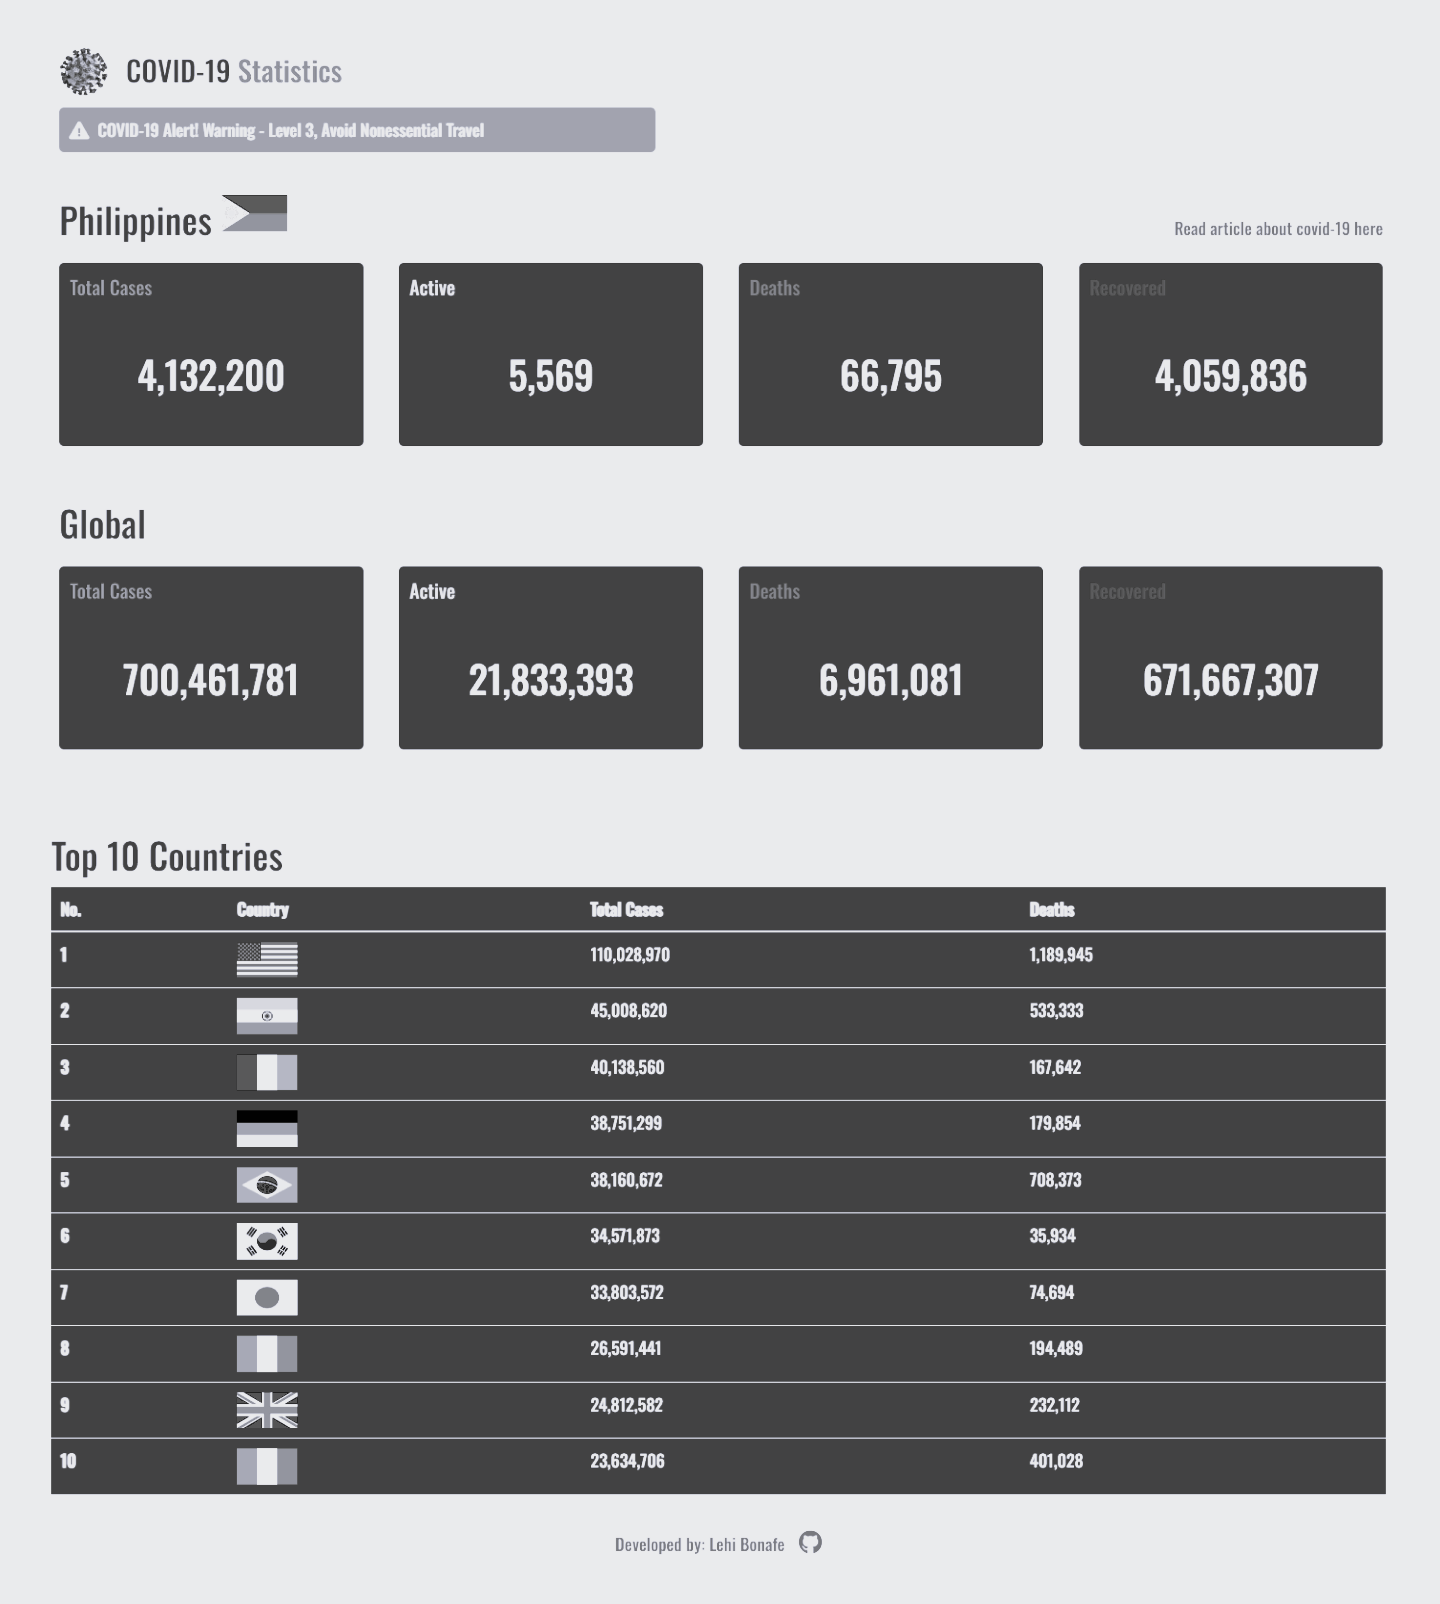 COVID-19 Statistics
COVID-19 Alert! Warning - Level 3, Avoid Nonessential Travel
Philippines
Read article about covid-19 here
Total Cases Active Deaths Recovered
4,132,200 5,569 66,795 4,059,836
Global
Total Cases Active Deaths Recovered
700,461,781 21,833,393 6,961,081 671,667,307
Top 10 Countries
No. Country Total Cases Deaths
1 110,028,970 1,189,945
2 45,008,620 533,333
3 40,138,560 167,642
4 38,751,299 179,854
5 38,160,672 708,373
6 34,571,873 35,934
7 33,803,572 74,694
8 26,591,441 194,489
9 24,812,582 232,112
10 23,634,706 401,028
Developed by: Lehi Bonafe